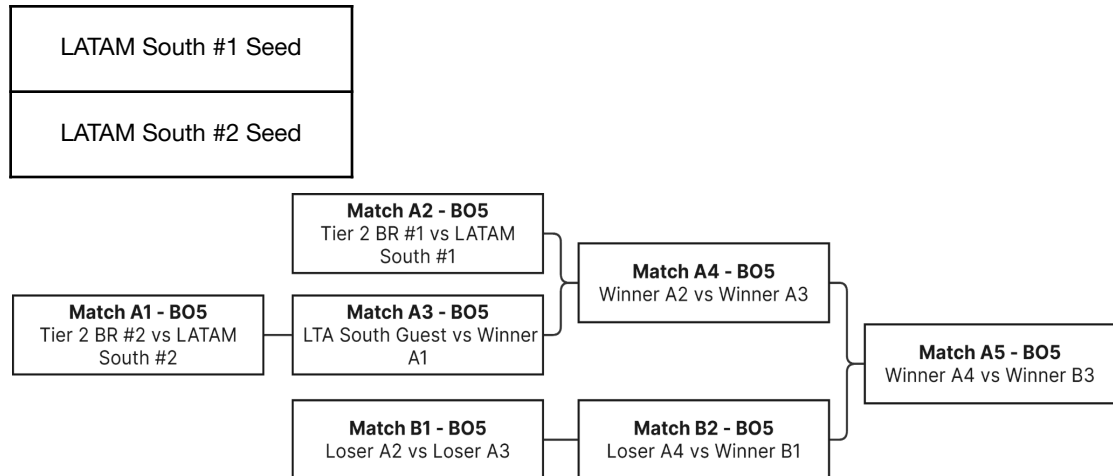 LATAM South #1 Seed
LATAM South #2 Seed
Match A2 - BO5
Tier 2 BR #1 vs LATAM
South #1
Match A4 - BO5
Winner A2 vs Winner A3
Match A1 - BO5
Tier 2 BR #2 vs LATAM
South #2
Match A3 - BO5
LTA South Guest vs Winner
A1
Match A5 - BO5
Winner A4 vs Winner B3
Match B1 - BO5
Loser A2 vs Loser A3
Match B2 - BO5
Loser A4 vs Winner B1